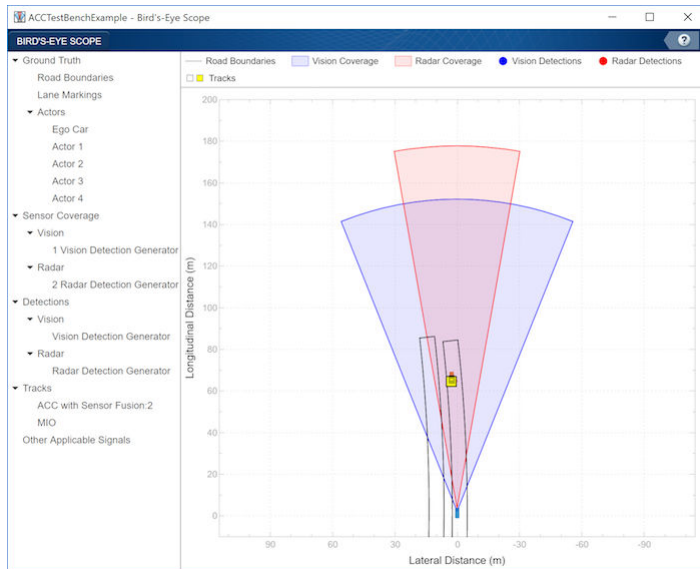 ACCTestBenchExample - Bird's-Eye Scope
BIRD'S-EYE SCOPE
?
Ground Truth
Road Boundaries
Lane Markings
Actors
Ego Car
Actor 1
Actor 2
Actor 3
Actor 4
Sensor Coverage
Vision
1 Vision Detection Generator
Radar
2 Radar Detection Generator
Detections
Vision
Vision Detection Generator
Radar
Radar Detection Generator
Tracks
ACC with Sensor Fusion:2
MIO
Other Applicable Signals
Road Boundaries Vision Coverage Radar Coverage Vision Detections Radar Detections
Tracks
Longitudinal Distance (m)
200
180
160
140
120
100
80
60
40
20
0
90 60 30 0 -30 -60 -90
Lateral Distance (m)